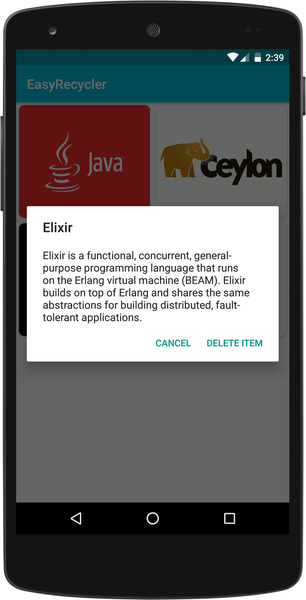 2:39
EasyRecycler
Java
ceylon
Elixir
Elixir is a functional, concurrent, general-
purpose programming language that runs
on the Erlang virtual machine (BEAM). Elixir
builds on top of Erlang and shares the same
abstractions for building distributed, fault-
tolerant applications.
CANCEL DELETE ITEM